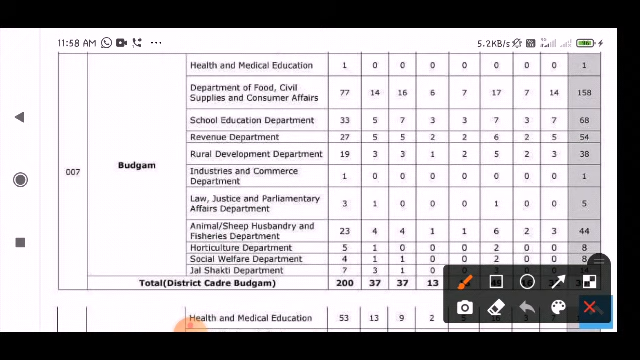 11:58 AM ... 5.2KB/s
Health and Medical Education 1 0 0 0 0 0 0 0 1
Department of Food, Civil Supplies and Consumer Affairs 77 14 16 6 7 17 7 14 158
School Education Department 33 5 7 3 3 7 3 7 68
Revenue Department 27 5 5 2 2 6 2 5 54
007 Budgam Rural Development Department 19 3 3 1 2 5 2 3 38
Industries and Commerce Department 1 0 0 0 0 0 0 0 1
Law, Justice and Parliamentary Affairs Department 3 1 0 0 0 1 0 0 5
Animal/Sheep Husbandry and Fisheries Department 23 4 4 1 1 6 2 3 44
Horticulture Department 5 1 0 0 0 2 0 0 8
Social Welfare Department 4 1 1 0 0 2 0 0 8
Jal Shakti Department 7 3 1 0
Total(District Cadre Budgam) 200 37 37 13
Health and Medical Education 53 13 9 2